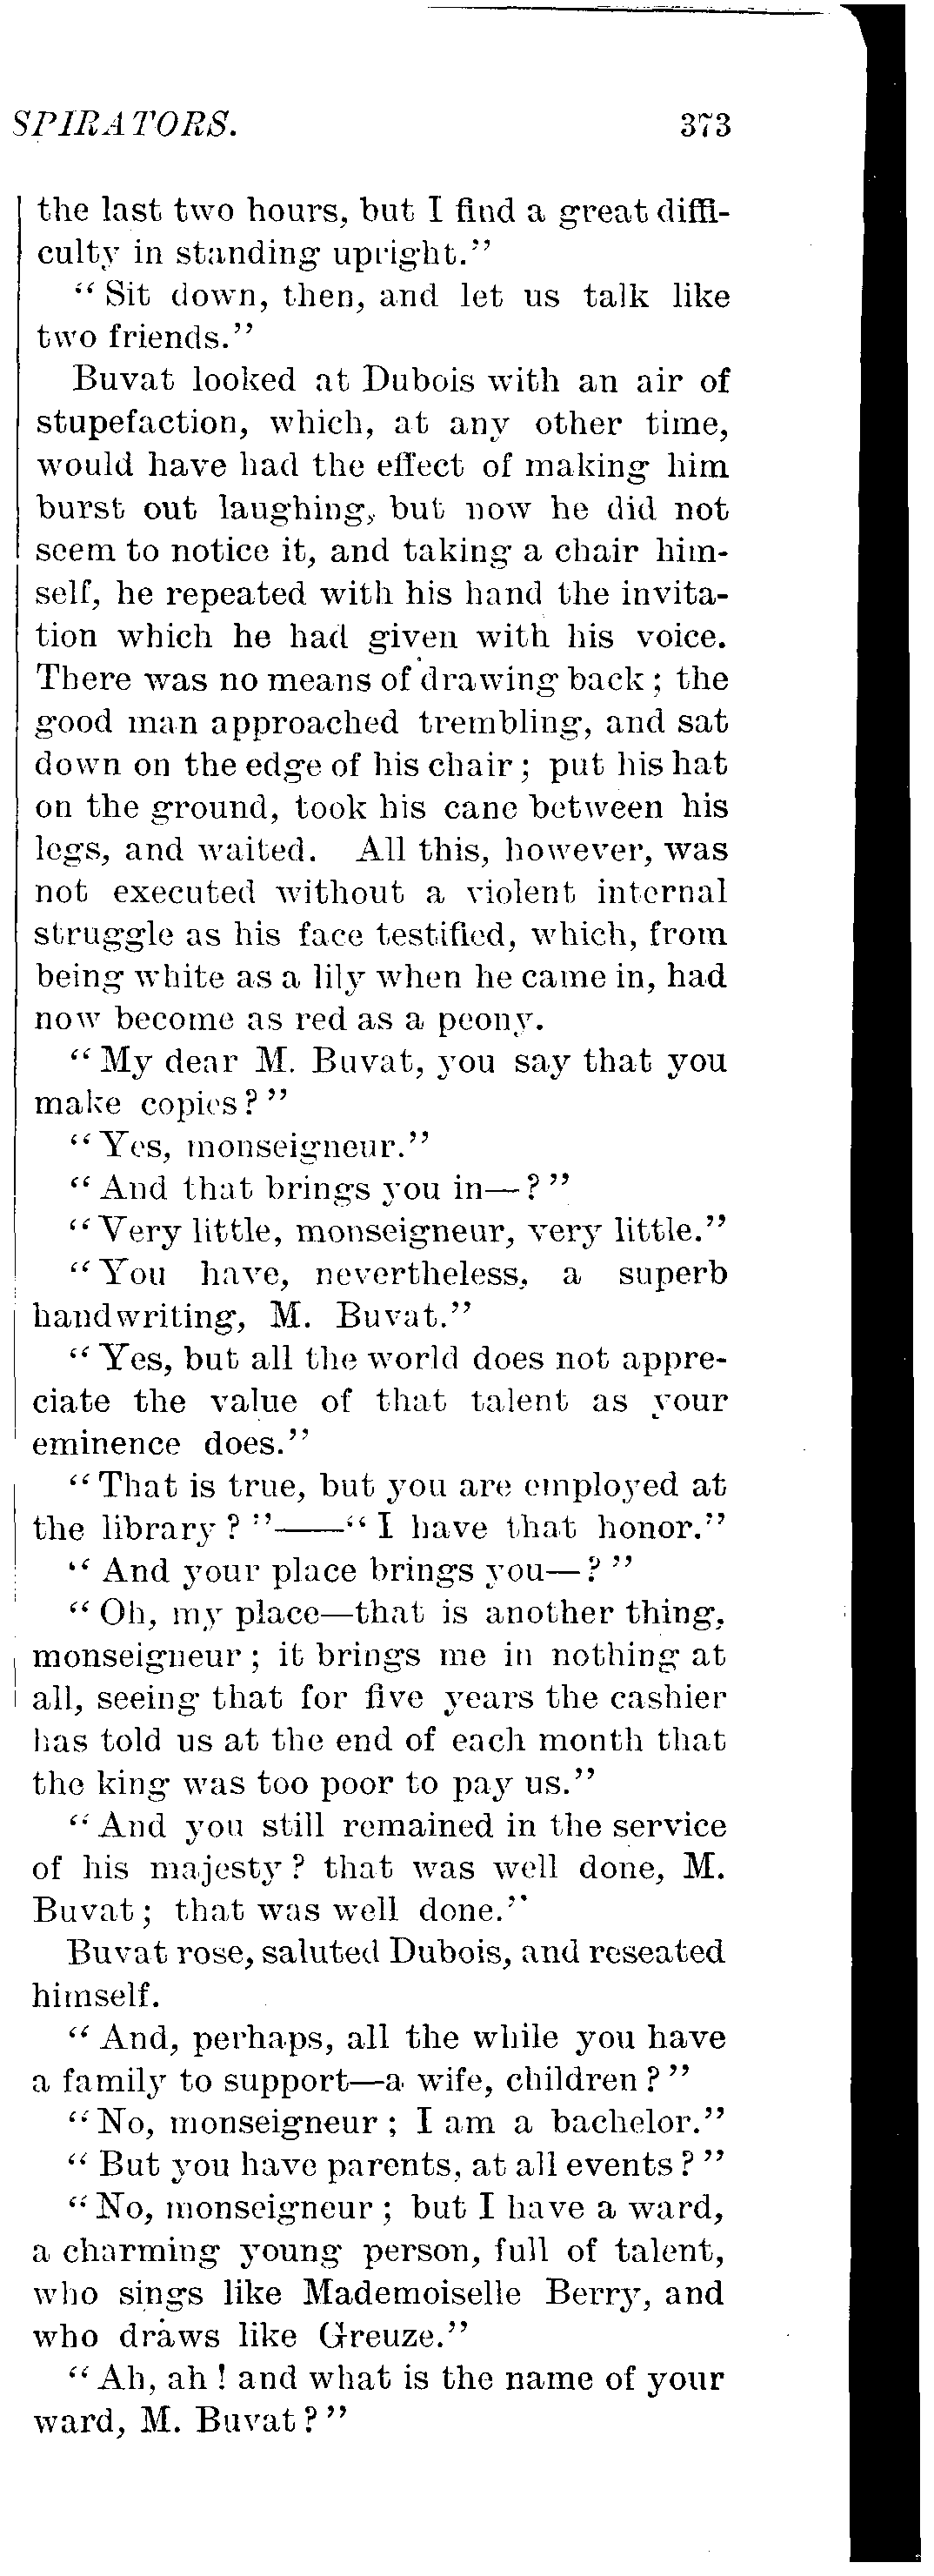 SPIRATORS. 373
the last two hours, but I find a great diffi-
culty in standing upright."
"Sit down, then, and let us talk like
two friends."
Buvat looked at Dubois with an air of
stupefaction, which, at any other time,
would have had the effect of making him
burst out laughing, but now he did not
seem to notice it, and taking a chair him-
self, he repeated with his hand the invita-
tion which he had given with his voice.
There was no means of drawing back; the
good man approached trembling, and sat
down on the edge of his chair; put his hat
on the ground, took his cane between his
legs, and waited. All this, however, was
not executed without a violent internal
struggle as his face testified, which, from
being white as a lily when he came in, had
now become as red as a peony.
"My dear M. Buvat, you say that you
make copies?"
"Yes, monseigneur."
"And that brings you in—?"
"Very little, monseigneur, very little."
"You have, nevertheless, a superb
handwriting, M. Buvat."
"Yes, but all the world does not appre-
ciate the value of that talent as your
eminence does."
"That is true, but you are employed at
the library?"——"I have that honor."
"And your place brings you—?"
"Oh, my place—that is another thing,
monseigneur; it brings me in nothing at
all, seeing that for five years the cashier
has told us at the end of each month that
the king was too poor to pay us."
"And you still remained in the service
of his majesty? that was well done, M.
Buvat; that was well done."
Buvat rose, saluted Dubois, and reseated
himself.
"And, perhaps, all the while you have
a family to support—a wife, children?"
"No, monseigneur; I am a bachelor."
"But you have parents, at all events?"
"No, monseigneur; but I have a ward,
a charming young person, full of talent,
who sings like Mademoiselle Berry, and
who draws like Greuze."
"Ah, ah! and what is the name of your
ward, M. Buvat?"